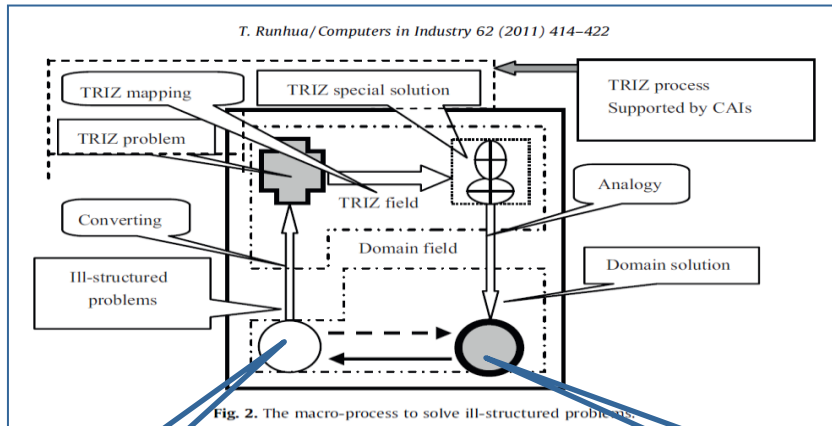 T. Runhua / Computers in Industry 62 (2011) 414–422
TRIZ mapping
TRIZ special solution
TRIZ process
Supported by CAIs
TRIZ problem
Analogy
TRIZ field
Converting
Domain field
Ill-structured
problems
Domain solution
Fig. 2. The macro-process to solve ill-structured problems.